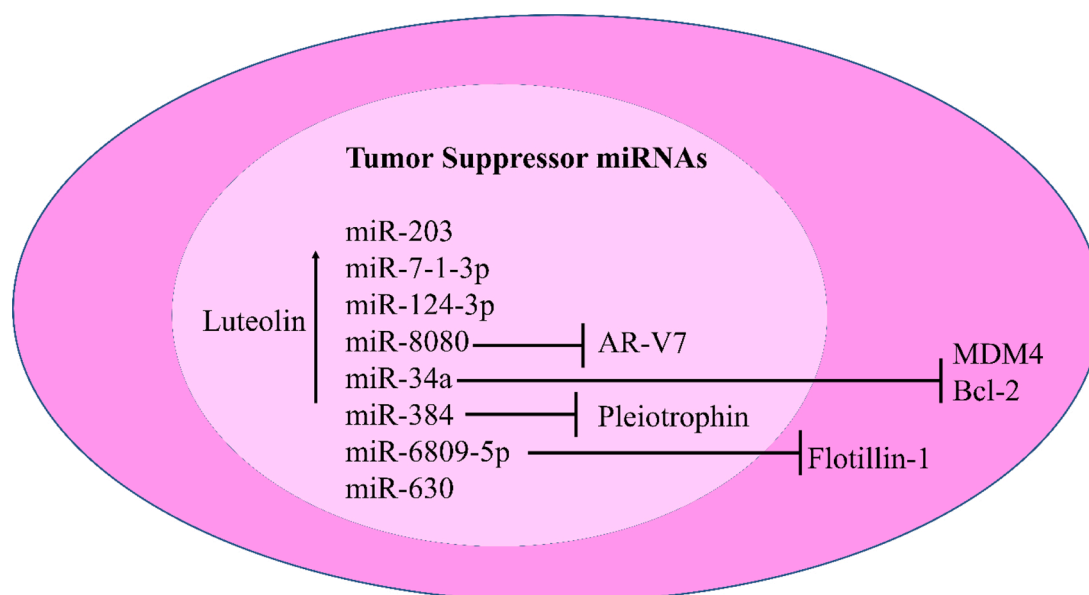 Tumor Suppressor miRNAs
miR-203
miR-7-1-3p
Luteolin
miR-124-3p
miR-8080
AR-V7
miR-34a
MDM4
Bcl-2
miR-384
Pleiotrophin
miR-6809-5p
Flotillin-1
miR-630